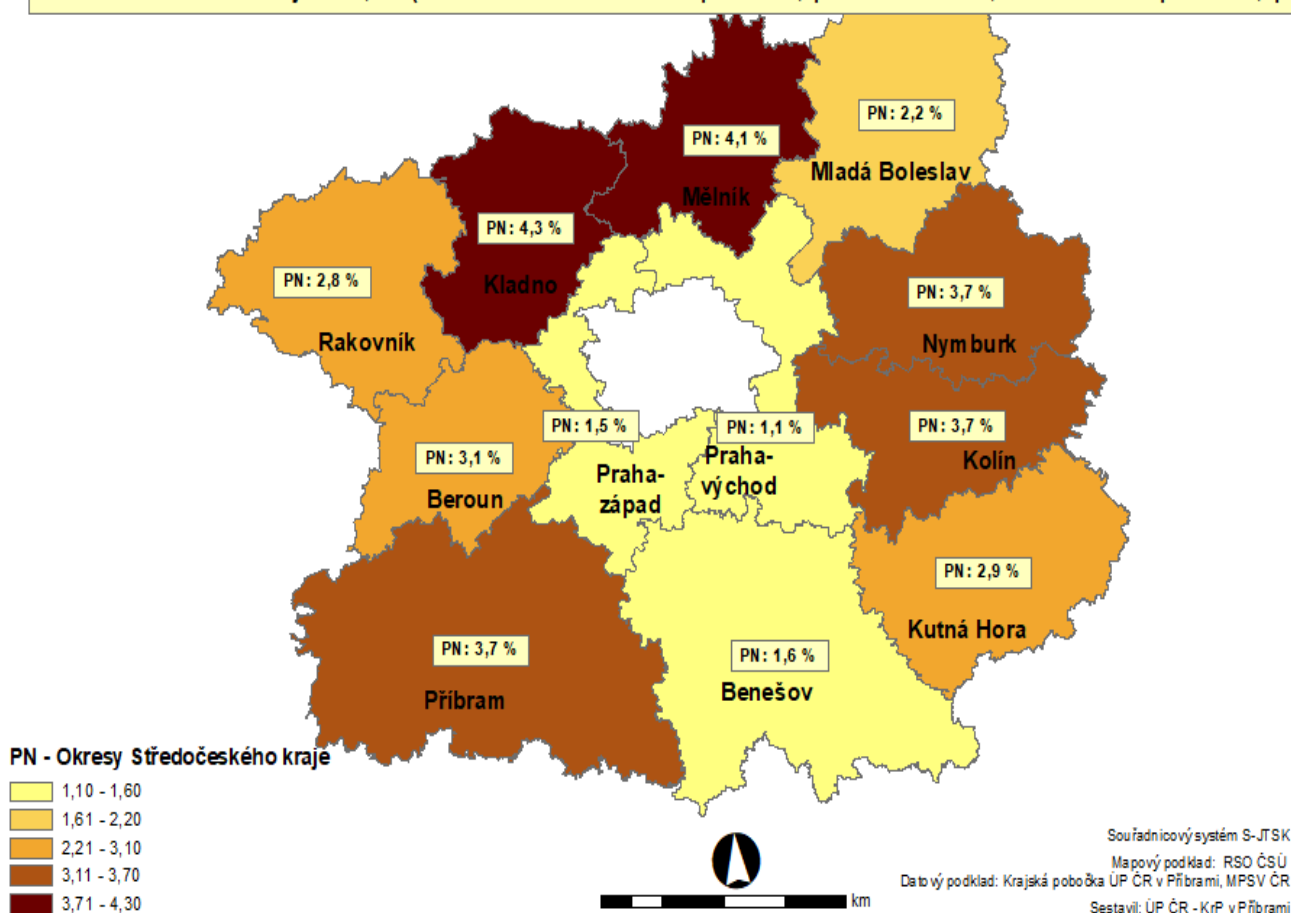 PN: 2,2 %
PN: 4,1 %
Mladá Boleslav
Mělník
PN: 4,3 %
PN: 2,8 %
Kladno
PN: 3,7 %
Rakovník
Nymburk
PN: 1,5 %
PN: 1,1 %
PN: 3,7 %
PN: 3,1 %
Praha-
východ
Kolín
Beroun
Praha-
západ
PN: 2,9 %
Kutná Hora
PN: 3,7 %
PN: 1,6 %
Příbram
Benešov
PN - Okresy Středočeského kraje
1,10 - 1,60
1,61 - 2,20
2,21 - 3,10
3,11 - 3,70
3,71 - 4,30
km
Souřadnicový systém S-JTSK
Mapový podklad: RSO ČSÚ
Datový podklad: Krajská pobočka ÚP ČR v Příbrami, MPSV ČR
Sestavil: ÚP ČR - KrP v Příbrami